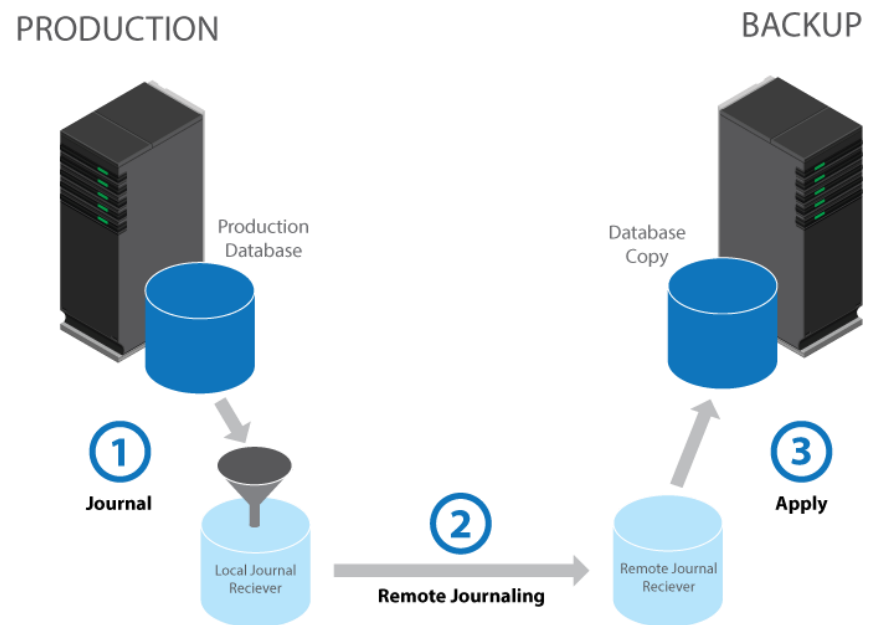 PRODUCTION
BACKUP
Production
Database
Database
Copy
1
Journal
Local Journal
Reciever
2
Remote Journaling
Remote Journal
Reciever
3
Apply